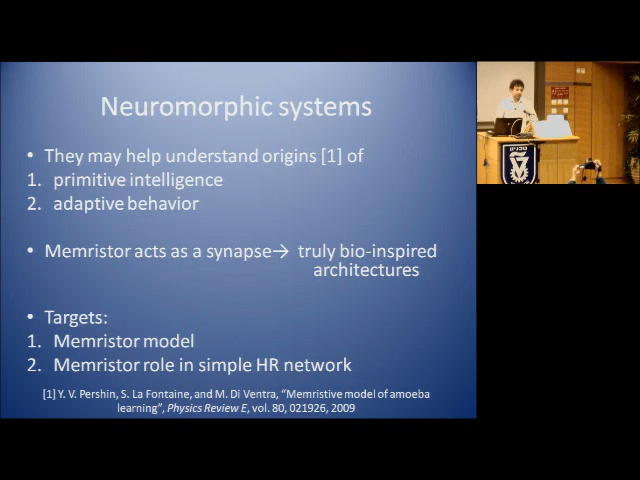 Neuromorphic systems
• They may help understand origins [1] of
1. primitive intelligence
2. adaptive behavior
• Memristor acts as a synapse→ truly bio-inspired
architectures
• Targets:
1. Memristor model
2. Memristor role in simple HR network
[1] Y. V. Pershin, S. La Fontaine, and M. Di Ventra, “Memristive model of amoeba
learning”, Physics Review E, vol. 80, 021926, 2009